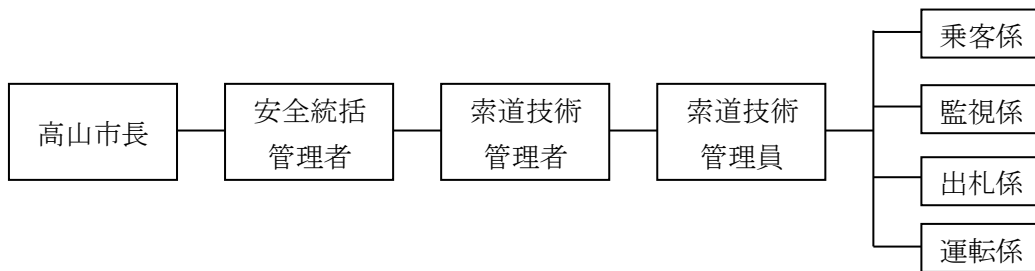 高山市長
安全統括
管理者
索道技術
管理者
索道技術
管理員
乗客係
監視係
出札係
運転係